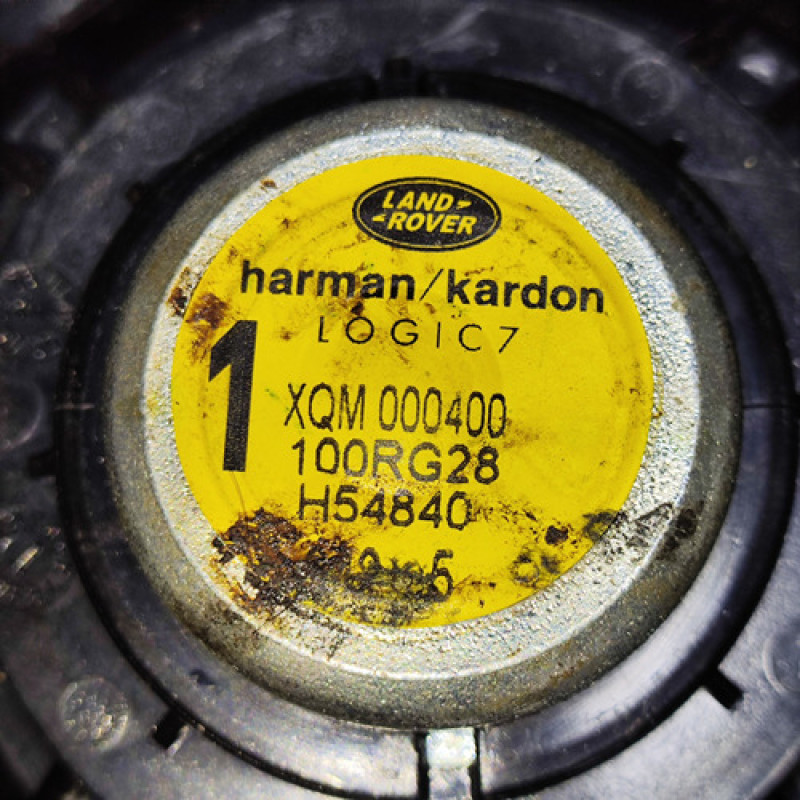 LAND
ROVER
harman/kardon
LOGIC7
1
XQM 000400
100RG28
H54840